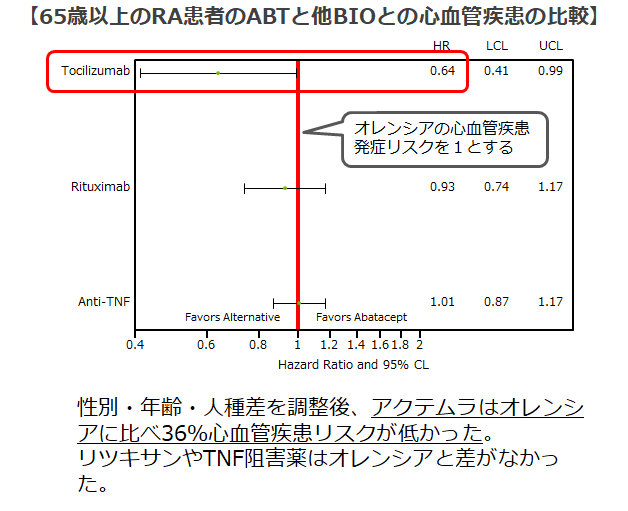 【65歳以上のRA患者のABTと他BIOとの心血管疾患の比較】
HR LCL UCL
Tocilizumab 0.64 0.41 0.99
オレンシアの心血管疾患
発症リスクを１とする
Rituximab 0.93 0.74 1.17
Anti-TNF 1.01 0.87 1.17
Favors Alternative Favors Abatacept
0.4 0.6 0.8 1 1.2 1.4 1.6 1.8 2
Hazard Ratio and 95% CL
性別・年齢・人種差を調整後、アクテムラはオレンシ
アに比べ36%心血管疾患リスクが低かった。
リツキサンやTNF阻害薬はオレンシアと差がなかっ
た。